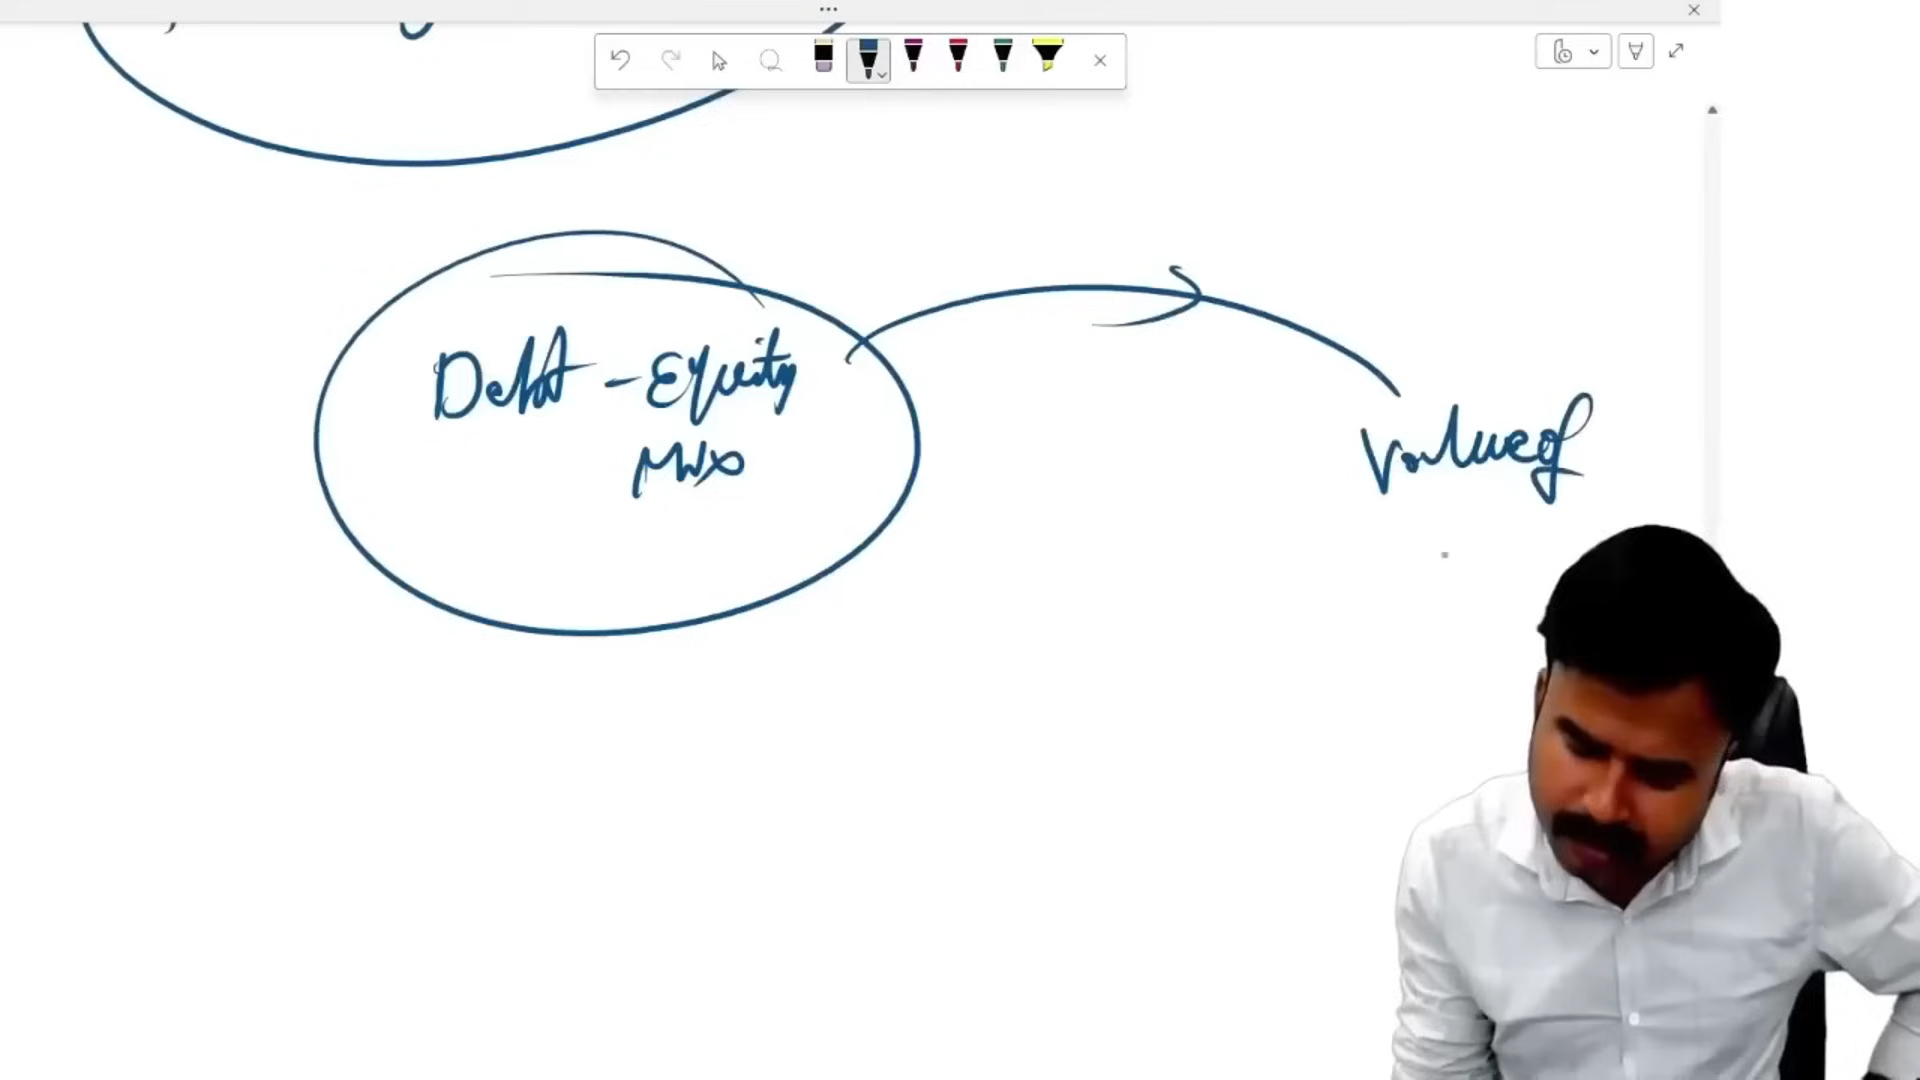 Debt - Equity
Mix
Value of